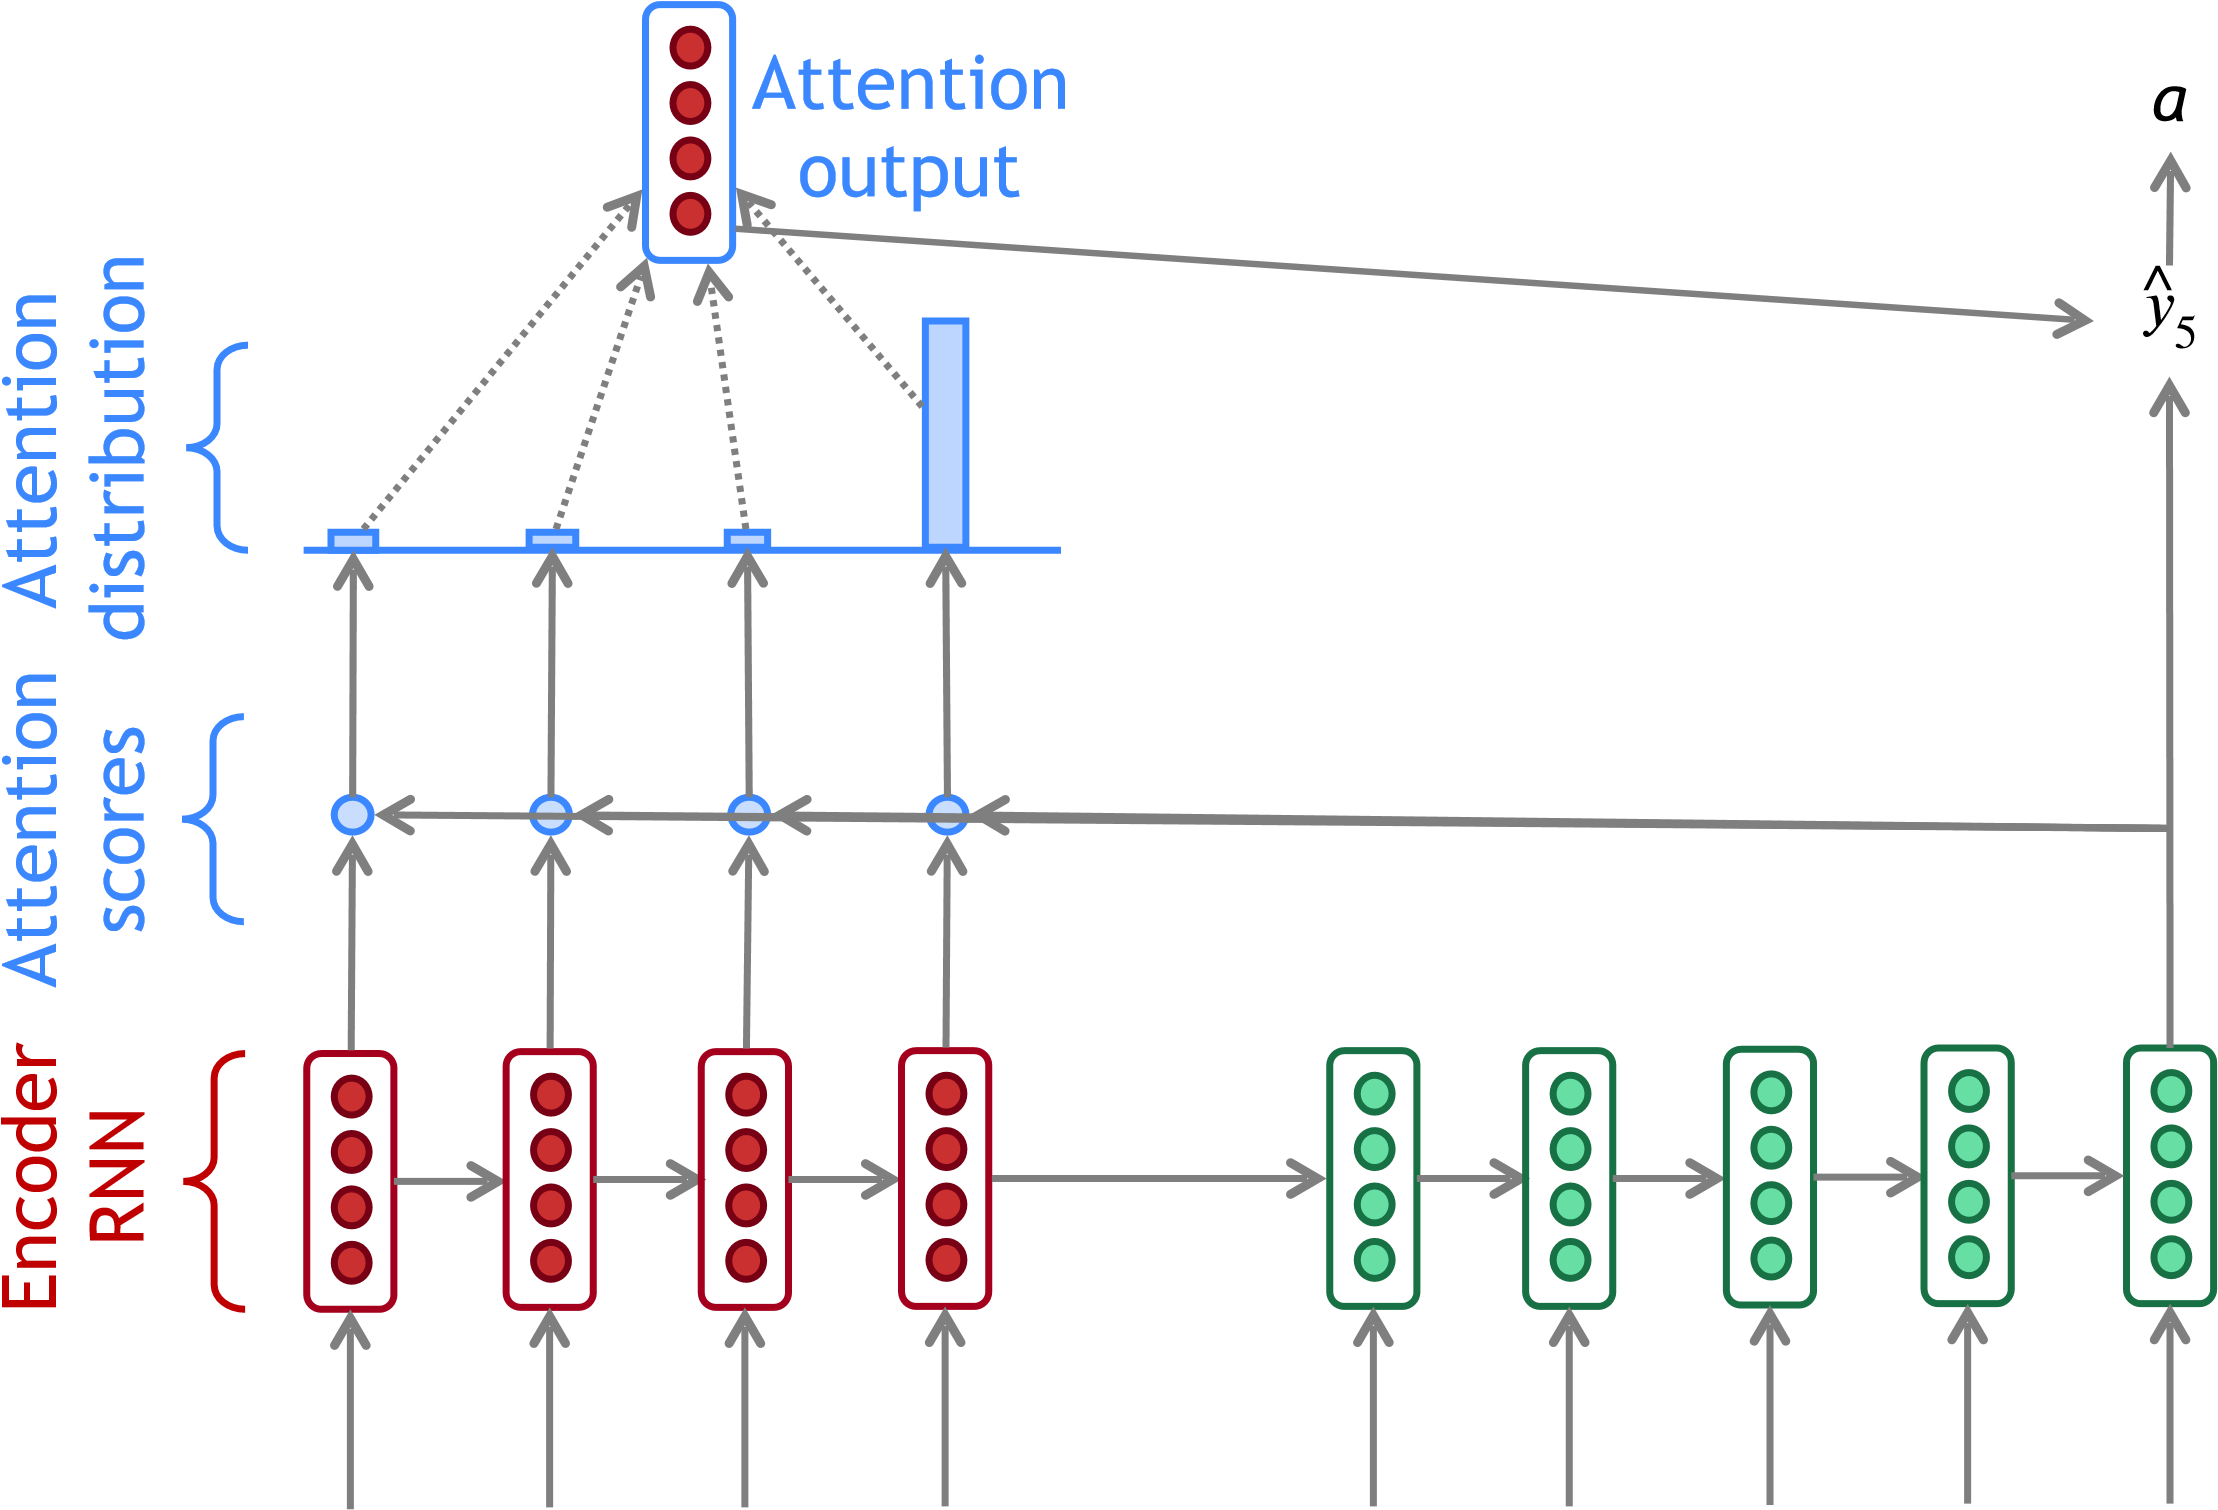 Attention
output
a
ŷ5
Attention
distribution
Attention
scores
Encoder
RNN